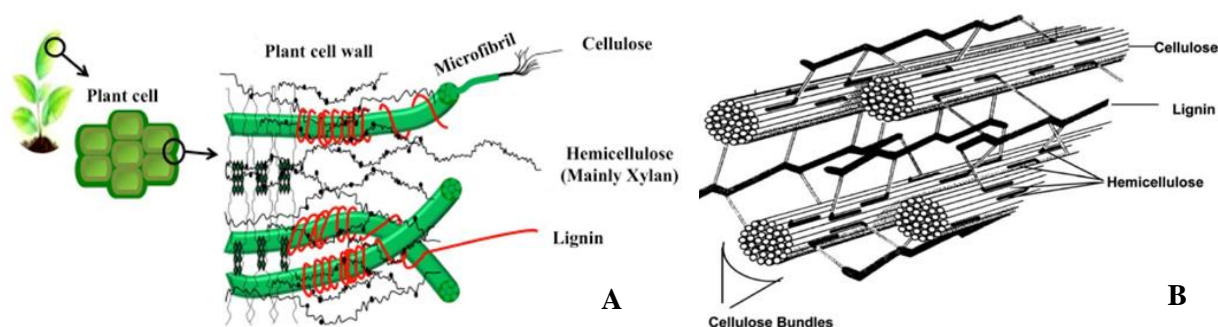 Plant cell
Plant cell wall
Microfibril
Cellulose
Hemicellulose
(Mainly Xylan)
Lignin
A
Cellulose
Lignin
Hemicellulose
Cellulose Bundles
B